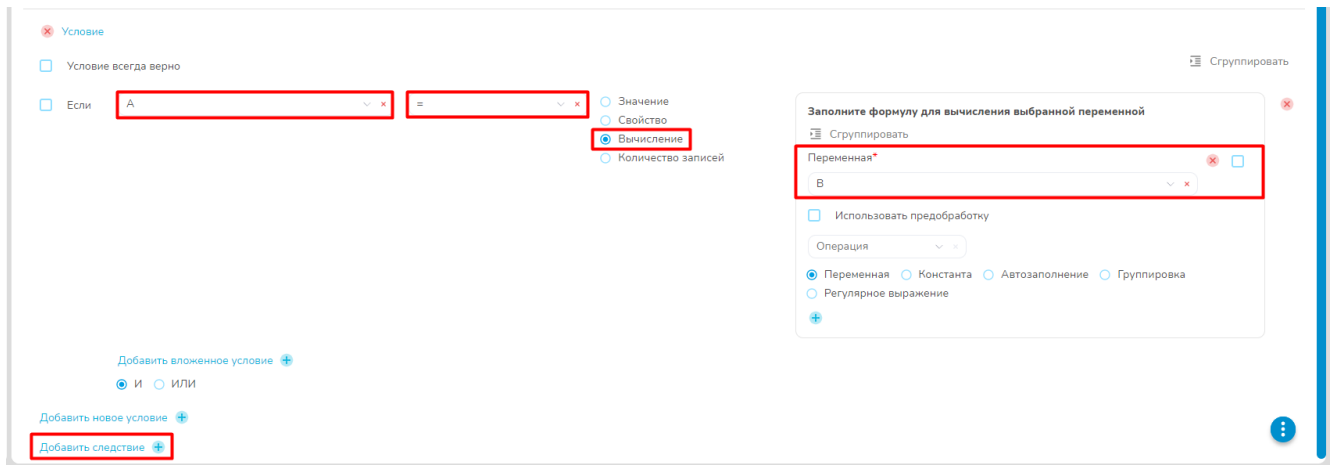 Условие
Условие всегда верно
Сгруппировать
Если A = Значение
Свойство
Вычисление
Количество записей
Заполните формулу для вычисления выбранной переменной
Сгруппировать
Переменная*
B
Использовать предобработку
Операция
Переменная Константа Автозаполнение Группировка
Регулярное выражение
Добавить вложенное условие
И ИЛИ
Добавить новое условие
Добавить следствие